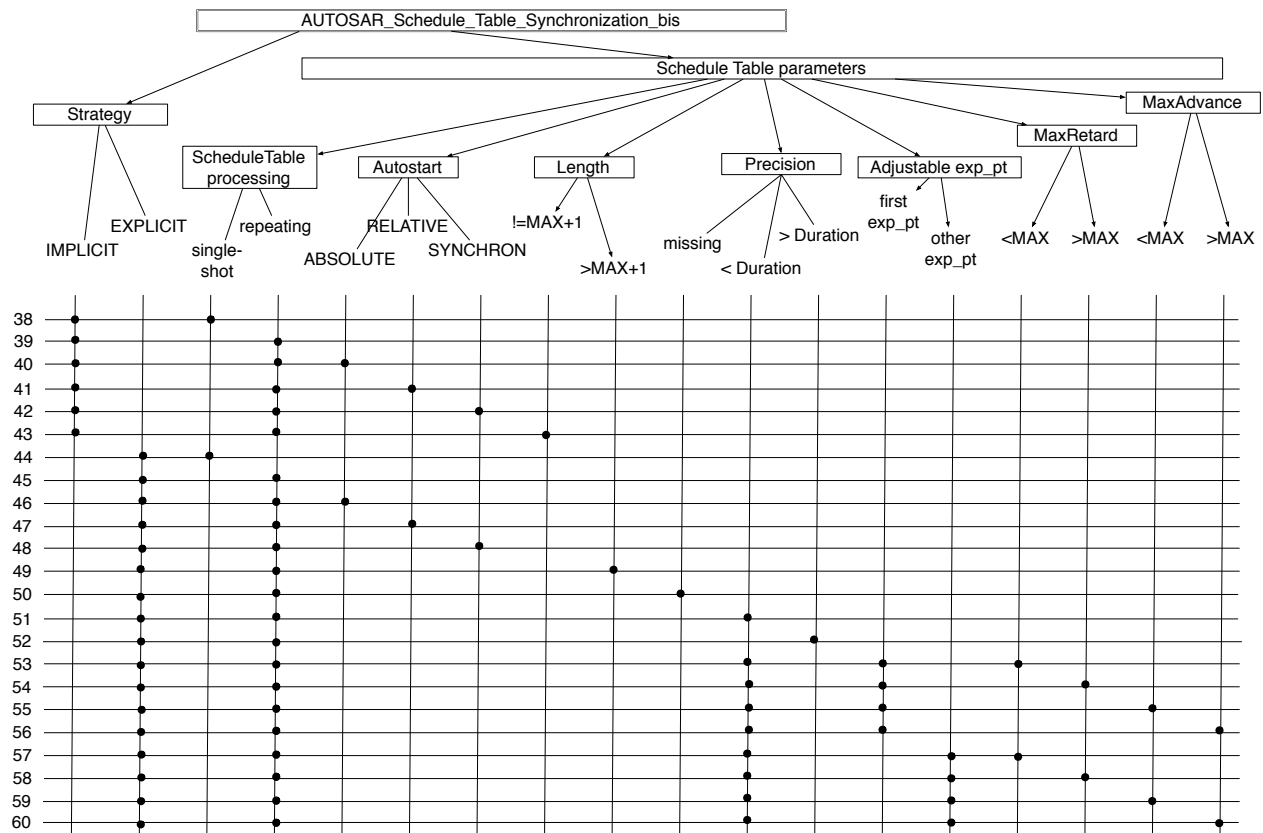 AUTOSAR_Schedule_Table_Synchronization_bis
Schedule Table parameters
Strategy
MaxAdvance
MaxRetard
ScheduleTable
processing
Autostart
Length
Precision
Adjustable exp_pt
IMPLICIT
EXPLICIT
single-
shot
repeating
ABSOLUTE
RELATIVE
SYNCHRON
!=MAX+1
>MAX+1
missing
< Duration
> Duration
first
exp_pt
other
exp_pt
<MAX
>MAX
<MAX
>MAX
38
39
40
41
42
43
44
45
46
47
48
49
50
51
52
53
54
55
56
57
58
59
60